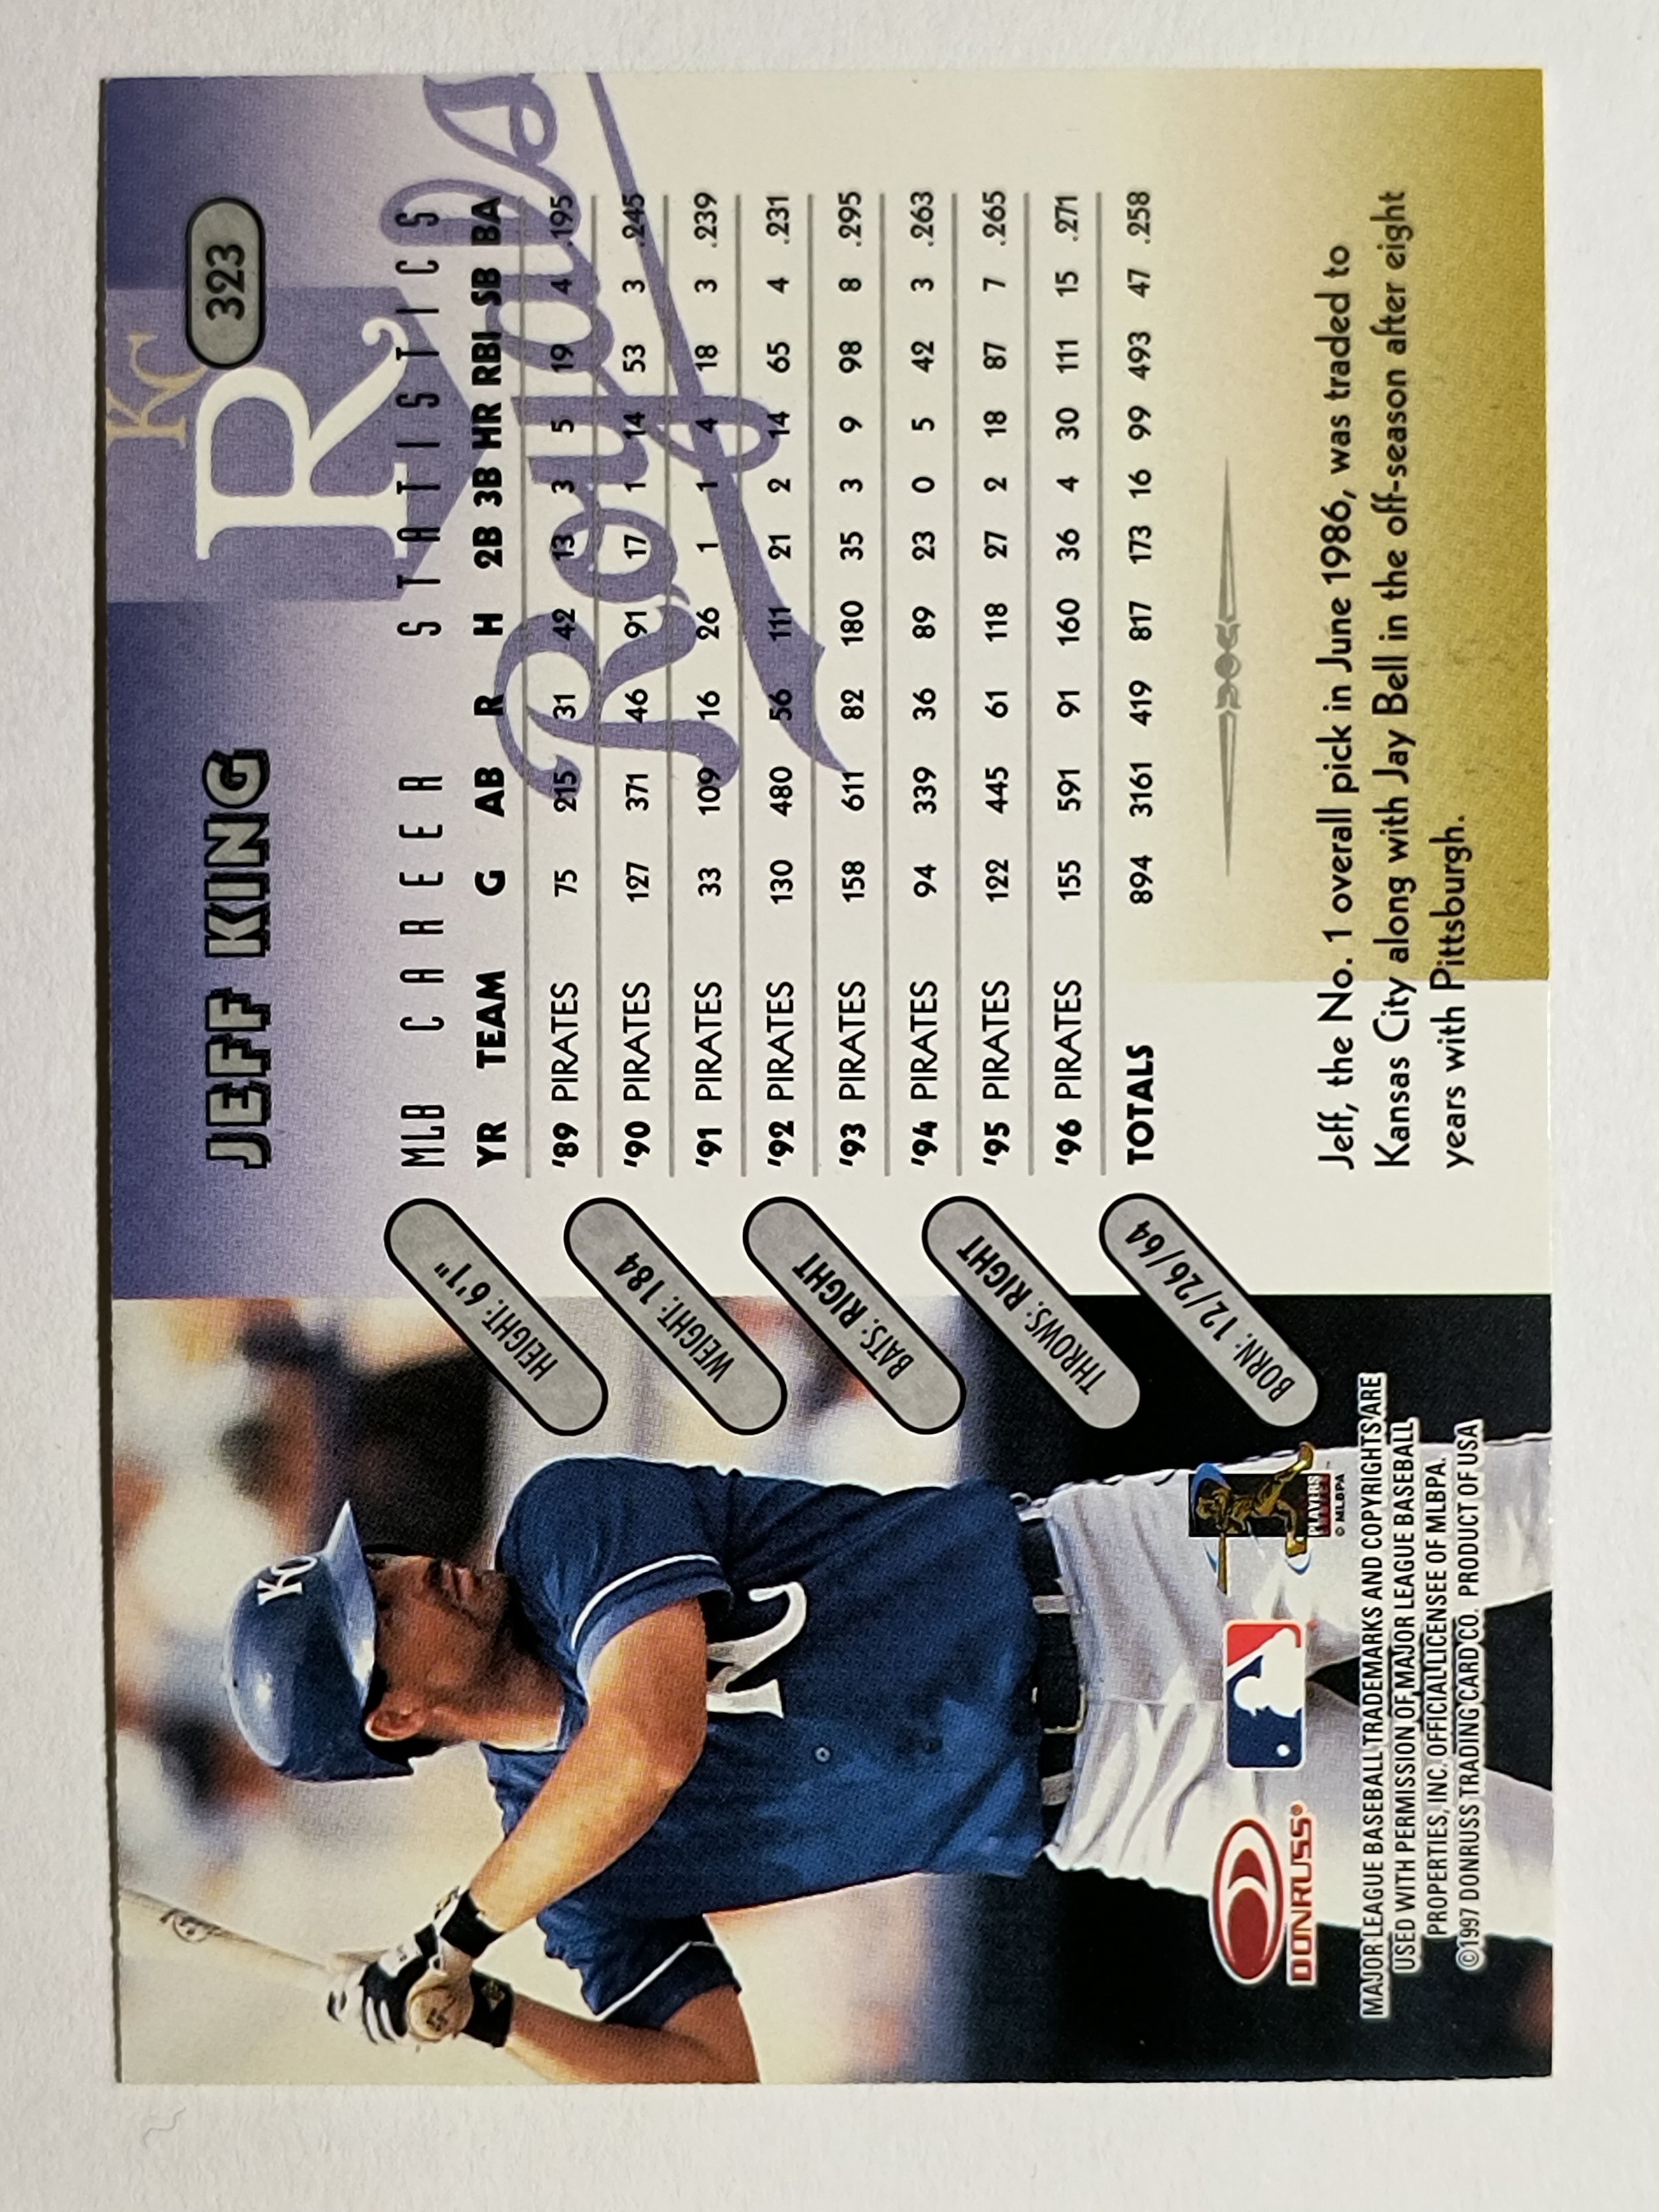 JEFF KING
KC
R
323
Royals
MLB CAREER STATISTICS
YR TEAM G AB R H 2B 3B HR RBI SB BA
'89 PIRATES 75 215 31 42 13 3 5 19 4 .195
'90 PIRATES 127 371 46 91 17 1 14 53 3 .245
'91 PIRATES 33 109 16 26 1 1 4 18 3 .239
'92 PIRATES 130 480 56 111 21 2 14 65 4 .231
'93 PIRATES 158 611 82 180 35 3 9 98 8 .295
'94 PIRATES 94 339 36 89 23 0 5 42 3 .263
'95 PIRATES 122 445 61 118 27 2 18 87 7 .265
'96 PIRATES 155 591 91 160 36 4 30 111 15 .271
TOTALS 894 3161 419 817 173 16 99 493 47 .258
Jeff, the No. 1 overall pick in June 1986, was traded to
Kansas City along with Jay Bell in the off-season after eight
years with Pittsburgh.
HEIGHT: 6'1"
WEIGHT: 184
BATS: RIGHT
THROWS: RIGHT
BORN: 12/26/64
KC
DONRUSS®
PLAYERS
© MLBPA
MAJOR LEAGUE BASEBALL TRADEMARKS AND COPYRIGHTS ARE
USED WITH PERMISSION OF MAJOR LEAGUE BASEBALL
PROPERTIES, INC. OFFICIAL LICENSEE OF MLBPA.
©1997 DONRUSS TRADING CARD CO. PRODUCT OF USA